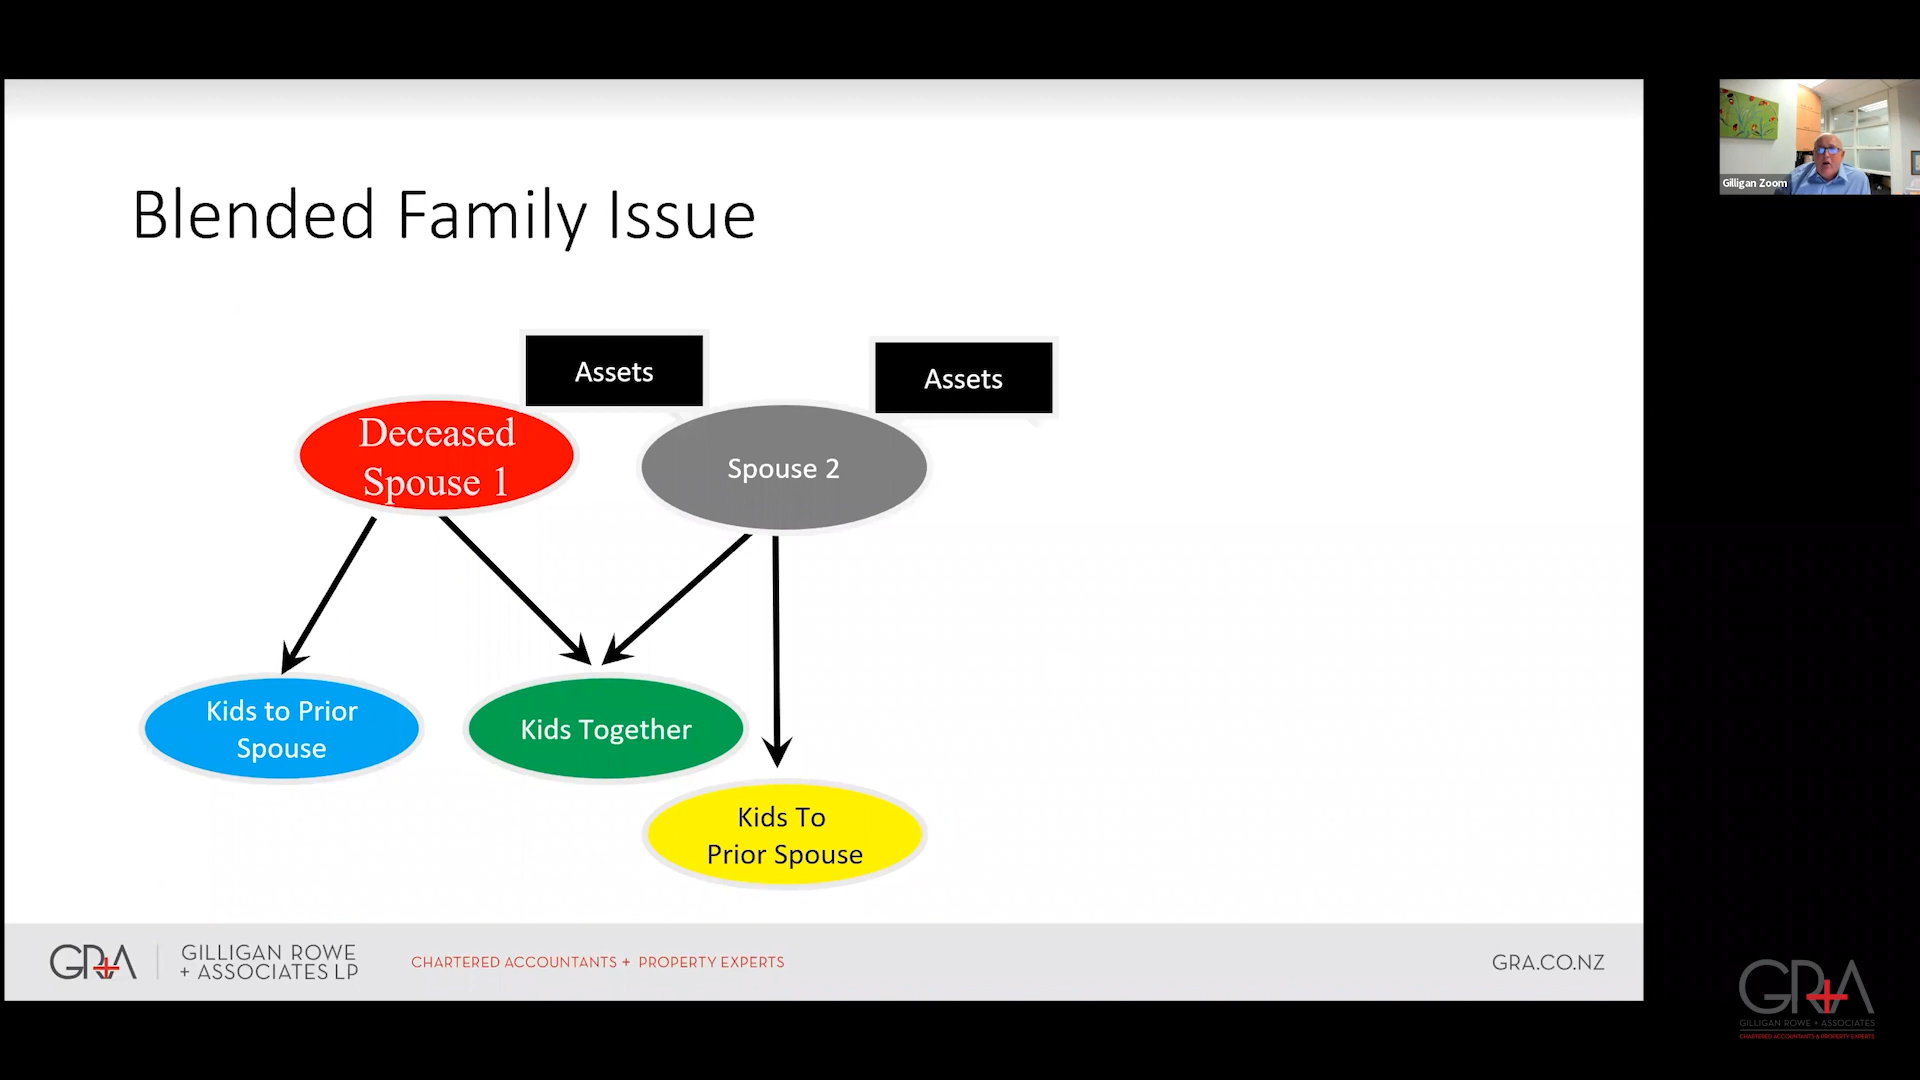 Blended Family Issue
Assets
Assets
Deceased
Spouse 1
Spouse 2
Kids to Prior
Spouse
Kids Together
Kids To
Prior Spouse
GRA
GILLIGAN ROWE
+ ASSOCIATES LP
CHARTERED ACCOUNTANTS + PROPERTY EXPERTS
GRA.CO.NZ
Gilligan Zoom
GRA
GILLIGAN ROWE + ASSOCIATES
CHARTERED ACCOUNTANTS & PROPERTY EXPERTS